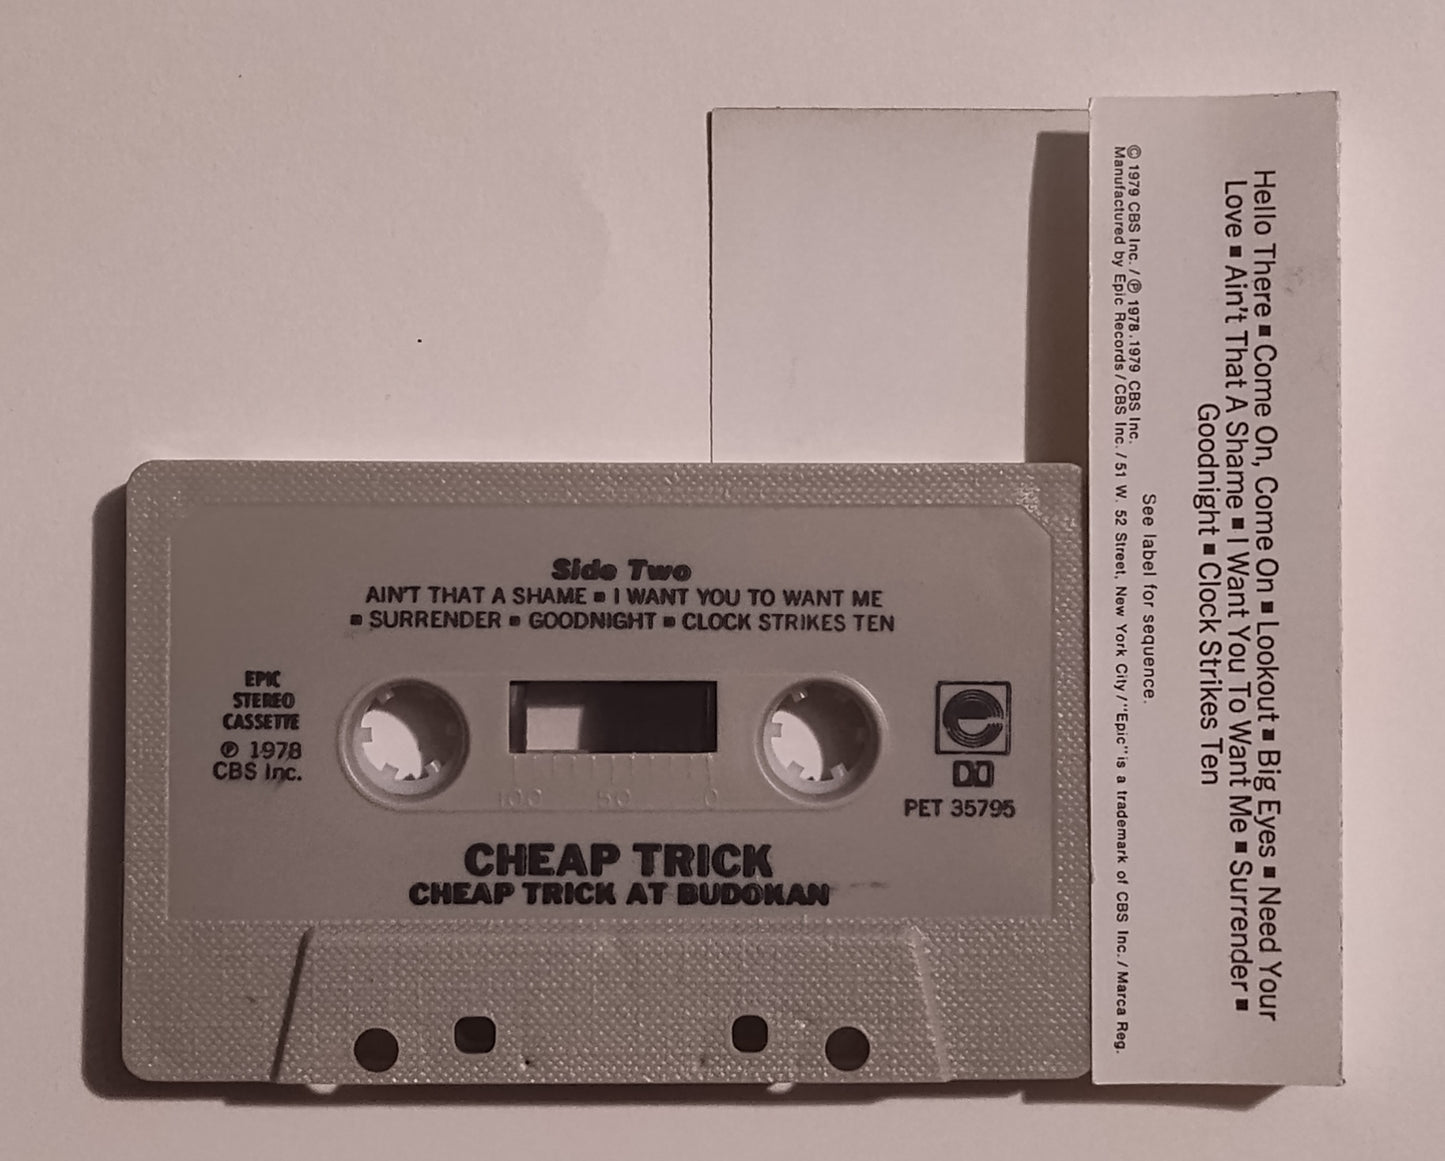 Side Two
AIN'T THAT A SHAME ▪ I WANT YOU TO WANT ME
▪ SURRENDER ▪ GOODNIGHT ▪ CLOCK STRIKES TEN
EPIC
STEREO
CASSETTE
℗ 1978
CBS Inc.
100 50 0
PET 35795
CHEAP TRICK
CHEAP TRICK AT BUDOKAN
Hello There ▪ Come On, Come On ▪ Lookout ▪ Big Eyes ▪ Need Your
Love ▪ Ain't That A Shame ▪ I Want You To Want Me ▪ Surrender ▪
Goodnight ▪ Clock Strikes Ten
See label for sequence.
© 1979 CBS Inc. / ℗ 1978, 1979 CBS Inc.
Manufactured by Epic Records / CBS Inc. / 51 W. 52 Street, New York City / "Epic" is a trademark of CBS Inc. / Marca Reg.